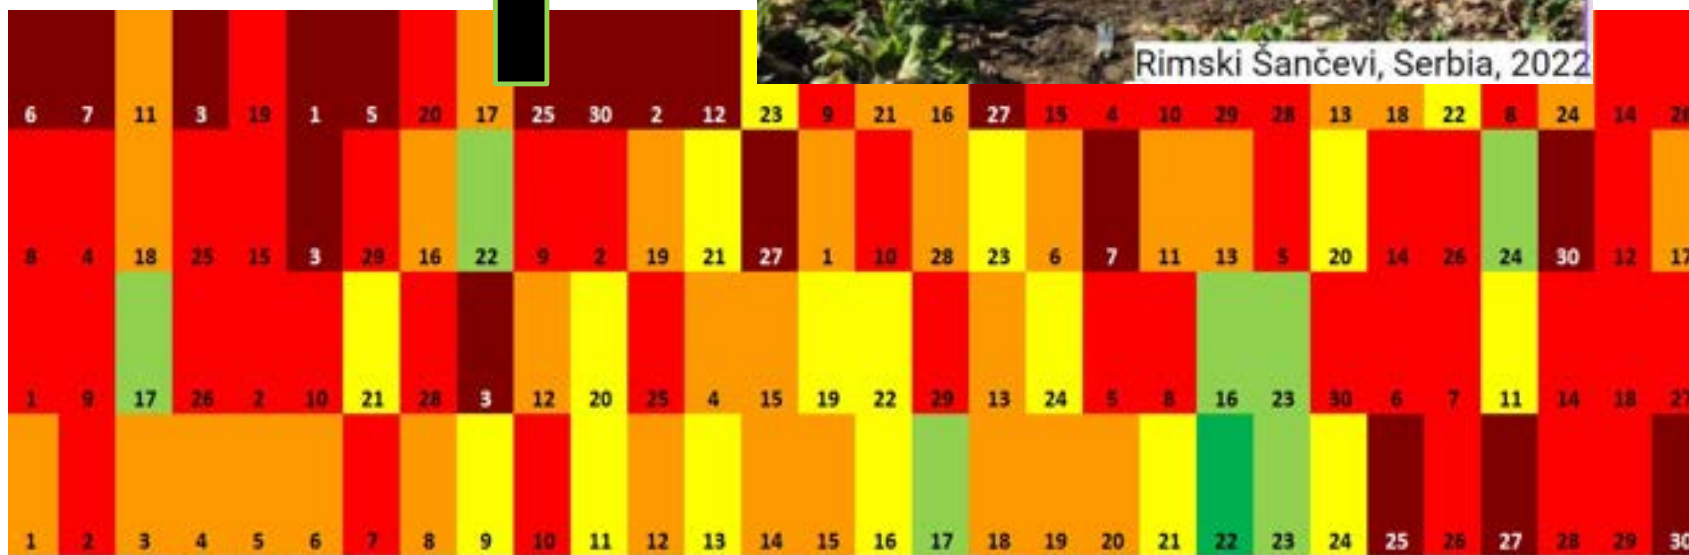 Rimski Šančevi, Serbia, 2022
6 7 11 3 19 1 5 20 17 25 30 2 12 23 9 21 16 27 15 4 10 29 28 13 18 22 8 24 14 26
8 4 18 25 15 3 29 16 22 9 2 19 21 27 1 10 28 23 6 7 11 13 5 20 14 26 24 30 12 17
1 9 17 26 2 10 21 28 3 12 20 25 4 15 19 22 29 13 24 5 8 16 23 30 6 7 11 14 18 27
1 2 3 4 5 6 7 8 9 10 11 12 13 14 15 16 17 18 19 20 21 22 23 24 25 26 27 28 29 30